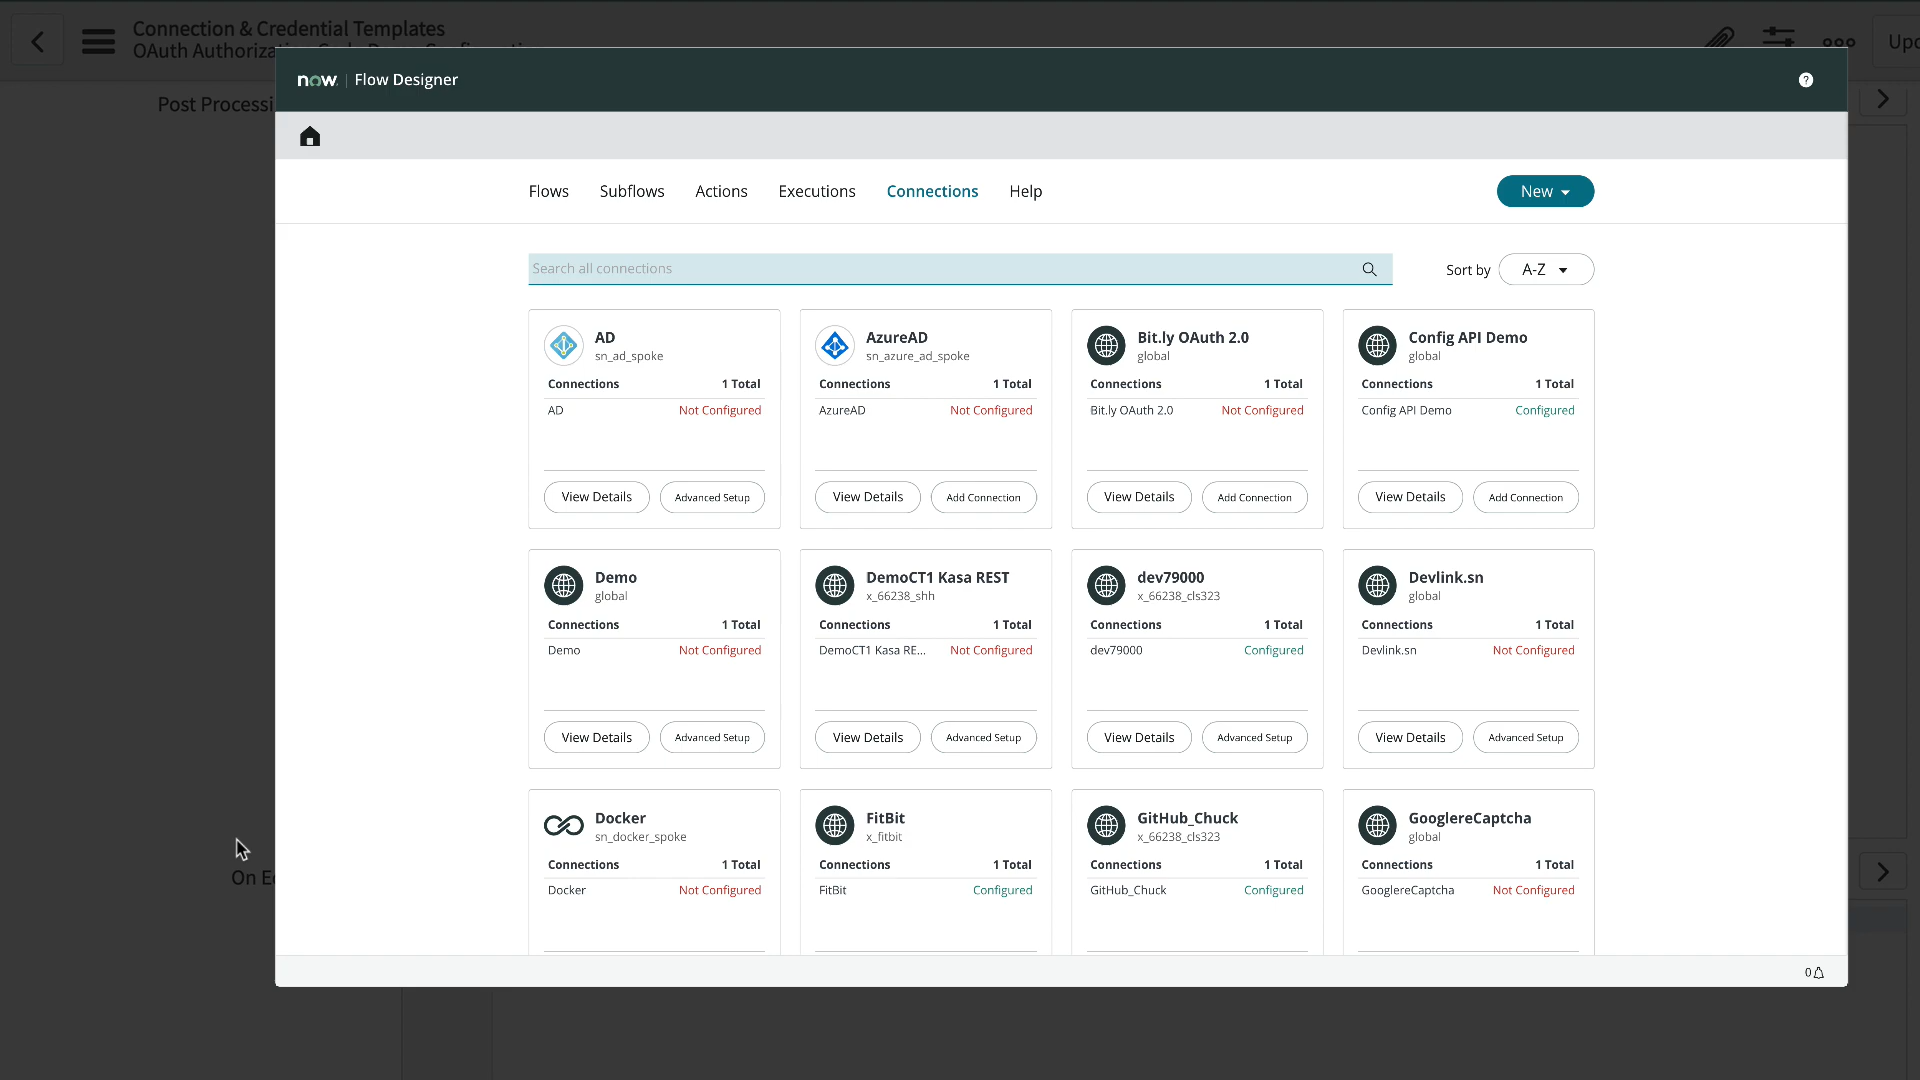 Connection & Credential Templates
OAuth Authoriza
Upd
Post Processi
now. | Flow Designer
?
Flows Subflows Actions Executions Connections Help New
Search all connections
Sort by A-Z
AD
sn_ad_spoke
Connections 1 Total
AD Not Configured
View Details Advanced Setup
AzureAD
sn_azure_ad_spoke
Connections 1 Total
AzureAD Not Configured
View Details Add Connection
Bit.ly OAuth 2.0
global
Connections 1 Total
Bit.ly OAuth 2.0 Not Configured
View Details Add Connection
Config API Demo
global
Connections 1 Total
Config API Demo Configured
View Details Add Connection
Demo
global
Connections 1 Total
Demo Not Configured
View Details Advanced Setup
DemoCT1 Kasa REST
x_66238_shh
Connections 1 Total
DemoCT1 Kasa RE... Not Configured
View Details Advanced Setup
dev79000
x_66238_cls323
Connections 1 Total
dev79000 Configured
View Details Advanced Setup
Devlink.sn
global
Connections 1 Total
Devlink.sn Not Configured
View Details Advanced Setup
Docker
sn_docker_spoke
Connections 1 Total
Docker Not Configured
FitBit
x_fitbit
Connections 1 Total
FitBit Configured
GitHub_Chuck
x_66238_cls323
Connections 1 Total
GitHub_Chuck Configured
GooglereCaptcha
global
Connections 1 Total
GooglereCaptcha Not Configured
On Ed
0